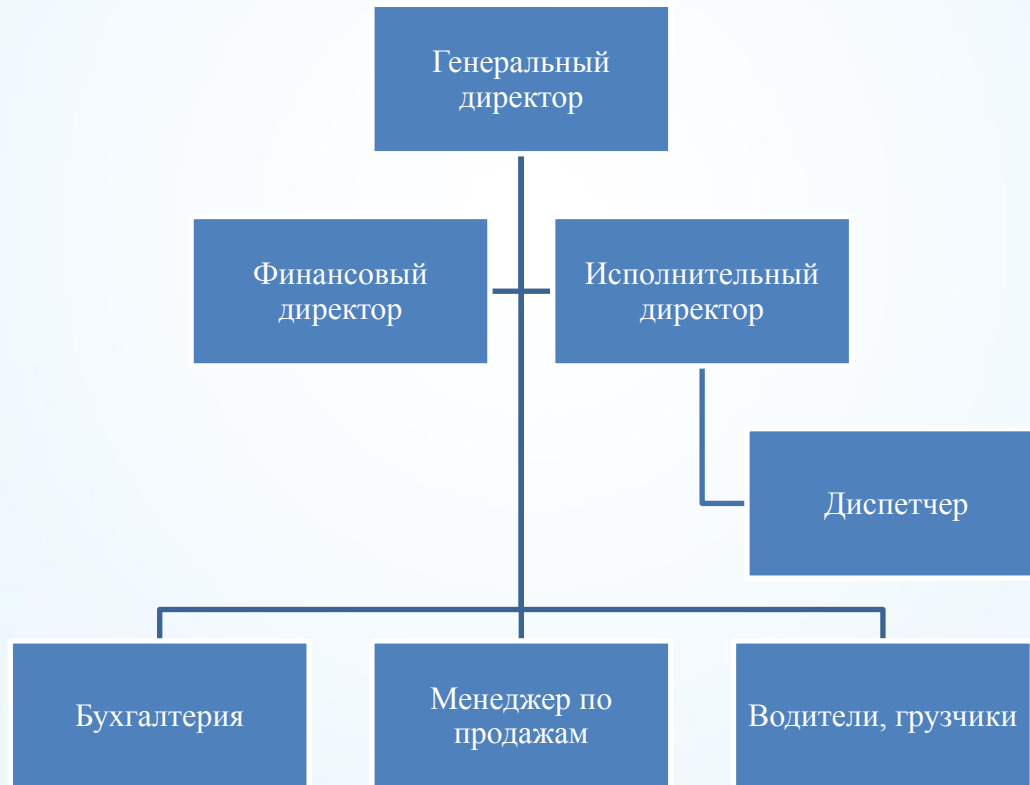 Генеральный
директор
Финансовый
директор
Исполнительный
директор
Диспетчер
Бухгалтерия
Менеджер по
продажам
Водители, грузчики